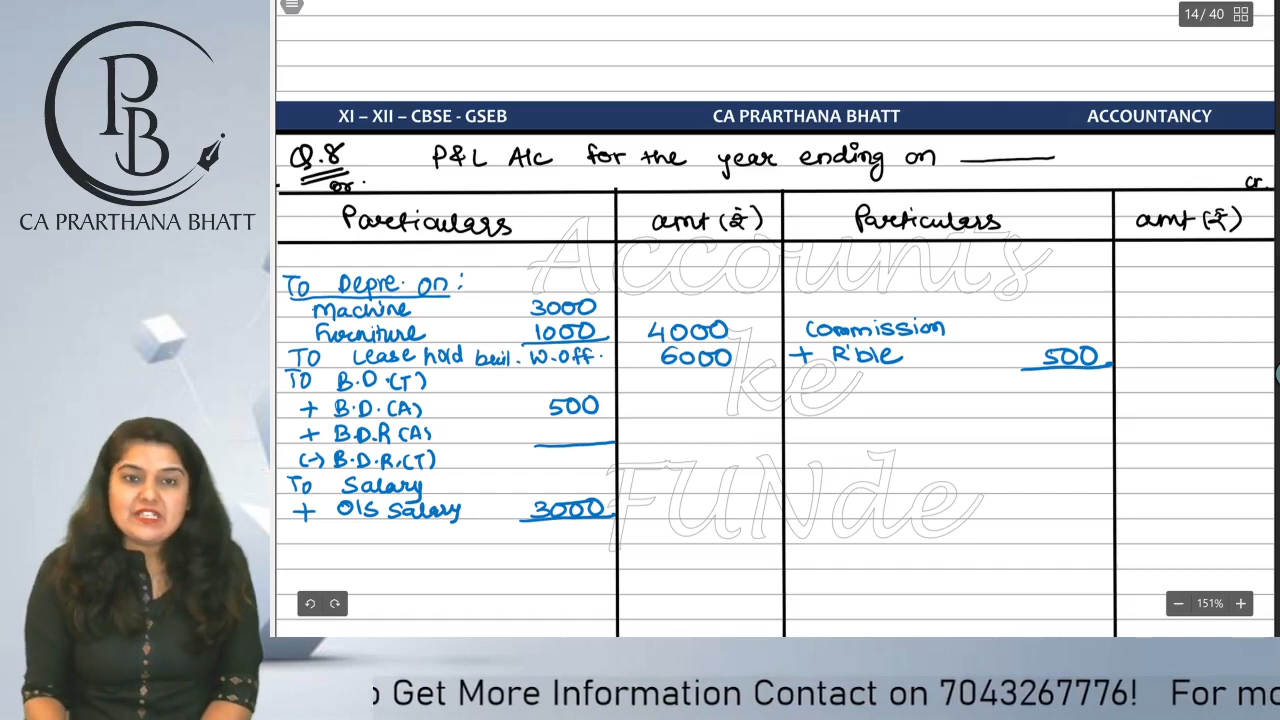 14 / 40
PB
CA PRARTHANA BHATT
XI – XII – CBSE - GSEB CA PRARTHANA BHATT ACCOUNTANCY
Q.8 P&L A/c for the year ending on ———
dr. cr.
Particulars amt (₹) Particulars amt (₹)
To Depre. on :
Machine 3000
Furniture 1000 4000 Commission
To Lease hold buil. W.off. 6000 + R'ble 500
To B.D.(T)
+ B.D.(A) 500
+ B.D.R(A)
(-) B.D.R.(T)
To Salary
+ O/S Salary 3000
Accounts
ke
FUNde
151%
o Get More Information Contact on 7043267776! For mo